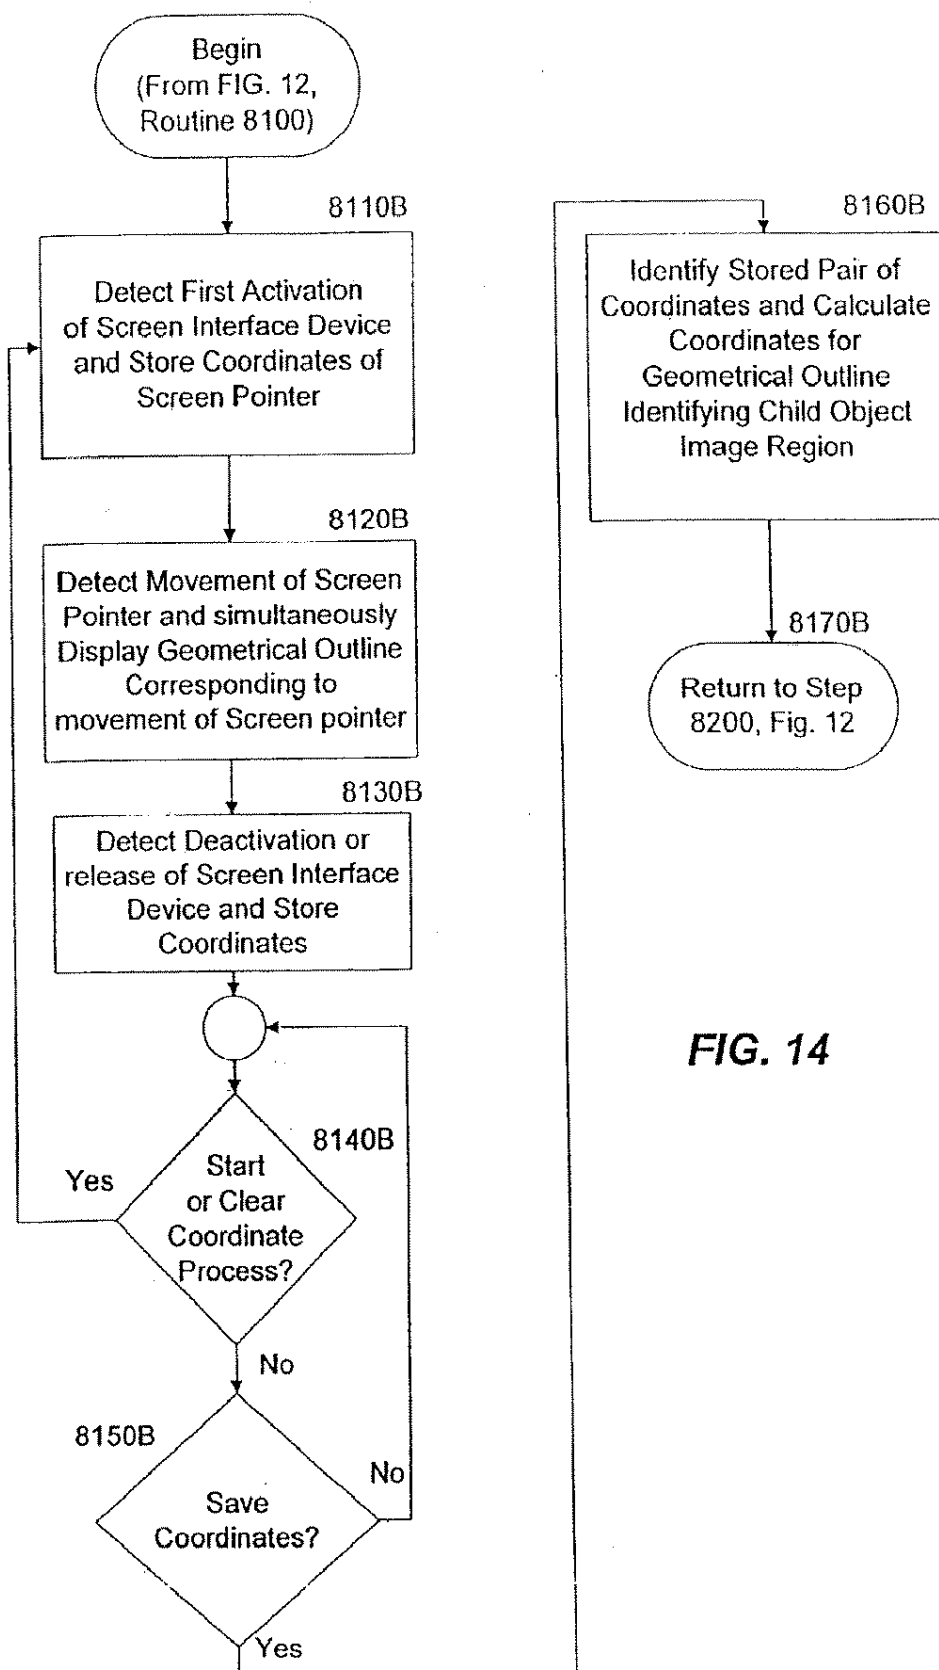 Begin
(From FIG. 12,
Routine 8100)
8110B
Detect First Activation
of Screen Interface Device
and Store Coordinates of
Screen Pointer
8120B
Detect Movement of Screen
Pointer and simultaneously
Display Geometrical Outline
Corresponding to
movement of Screen pointer
8130B
Detect Deactivation or
release of Screen Interface
Device and Store
Coordinates
8140B
Yes
Start
or Clear
Coordinate
Process?
No
8150B
No
Save
Coordinates?
Yes
8160B
Identify Stored Pair of
Coordinates and Calculate
Coordinates for
Geometrical Outline
Identifying Child Object
Image Region
8170B
Return to Step
8200, Fig. 12
FIG. 14